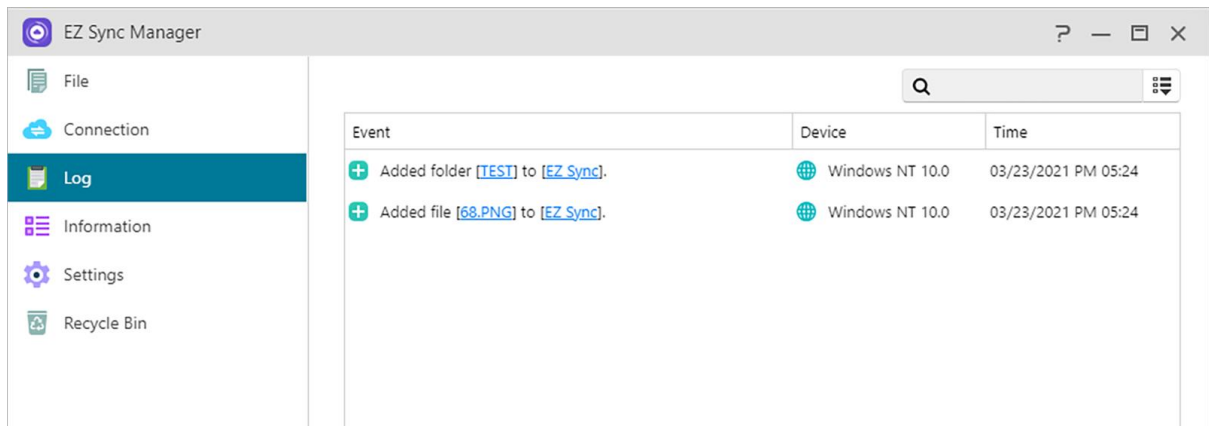 EZ Sync Manager
File
Connection
Log
Information
Settings
Recycle Bin
Event Device Time
Added folder [TEST] to [EZ Sync]. Windows NT 10.0 03/23/2021 PM 05:24
Added file [68.PNG] to [EZ Sync]. Windows NT 10.0 03/23/2021 PM 05:24